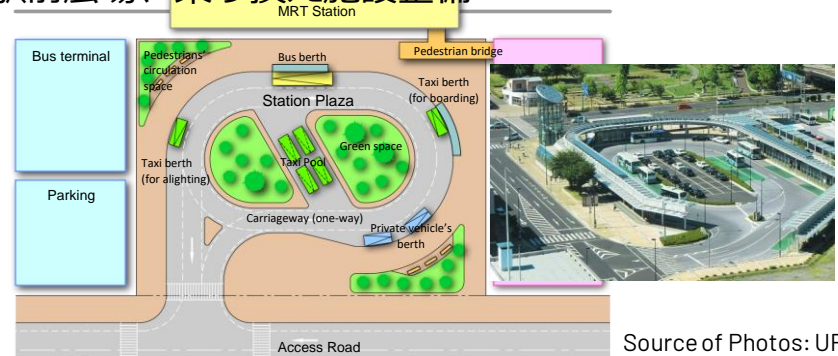 MRT Station
Bus terminal
Pedestrians'
circulation
space
Bus berth
Pedestrian bridge
Taxi berth
(for boarding)
Station Plaza
Green space
Taxi Pool
Taxi berth
(for alighting)
Parking
Carriageway (one-way)
Private vehicle's
berth
Access Road
Source of Photos: